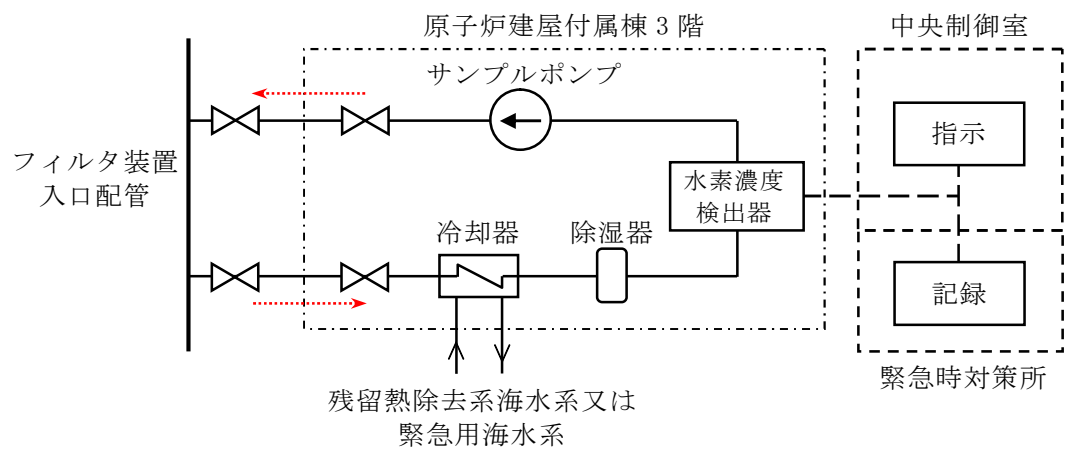 原子炉建屋付属棟3階
中央制御室
サンプルポンプ
指示
フィルタ装置
入口配管
水素濃度
検出器
冷却器
除湿器
記録
緊急時対策所
残留熱除去系海水系又は
緊急用海水系